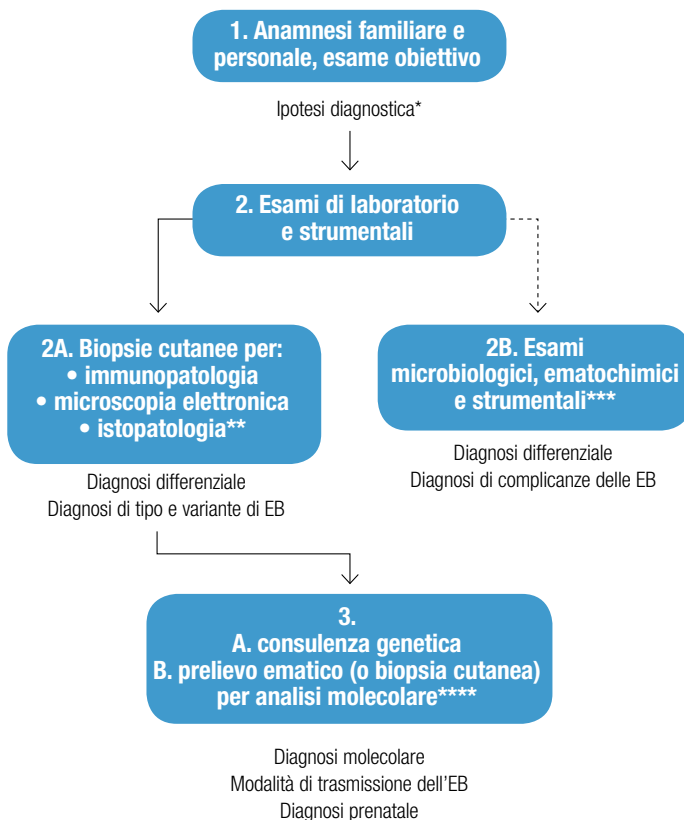 1. Anamnesi familiare e
personale, esame obiettivo
Ipotesi diagnostica*
2. Esami di laboratorio
e strumentali
2A. Biopsie cutanee per:
• immunopatologia
• microscopia elettronica
• istopatologia**
Diagnosi differenziale
Diagnosi di tipo e variante di EB
2B. Esami
microbiologici, ematochimici
e strumentali***
Diagnosi differenziale
Diagnosi di complicanze delle EB
3.
A. consulenza genetica
B. prelievo ematico (o biopsia cutanea)
per analisi molecolare****
Diagnosi molecolare
Modalità di trasmissione dell'EB
Diagnosi prenatale